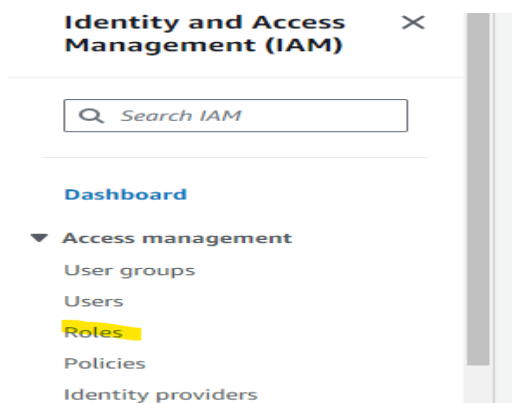 Identity and Access
Management (IAM)
Search IAM
Dashboard
Access management
User groups
Users
Roles
Policies
Identity providers